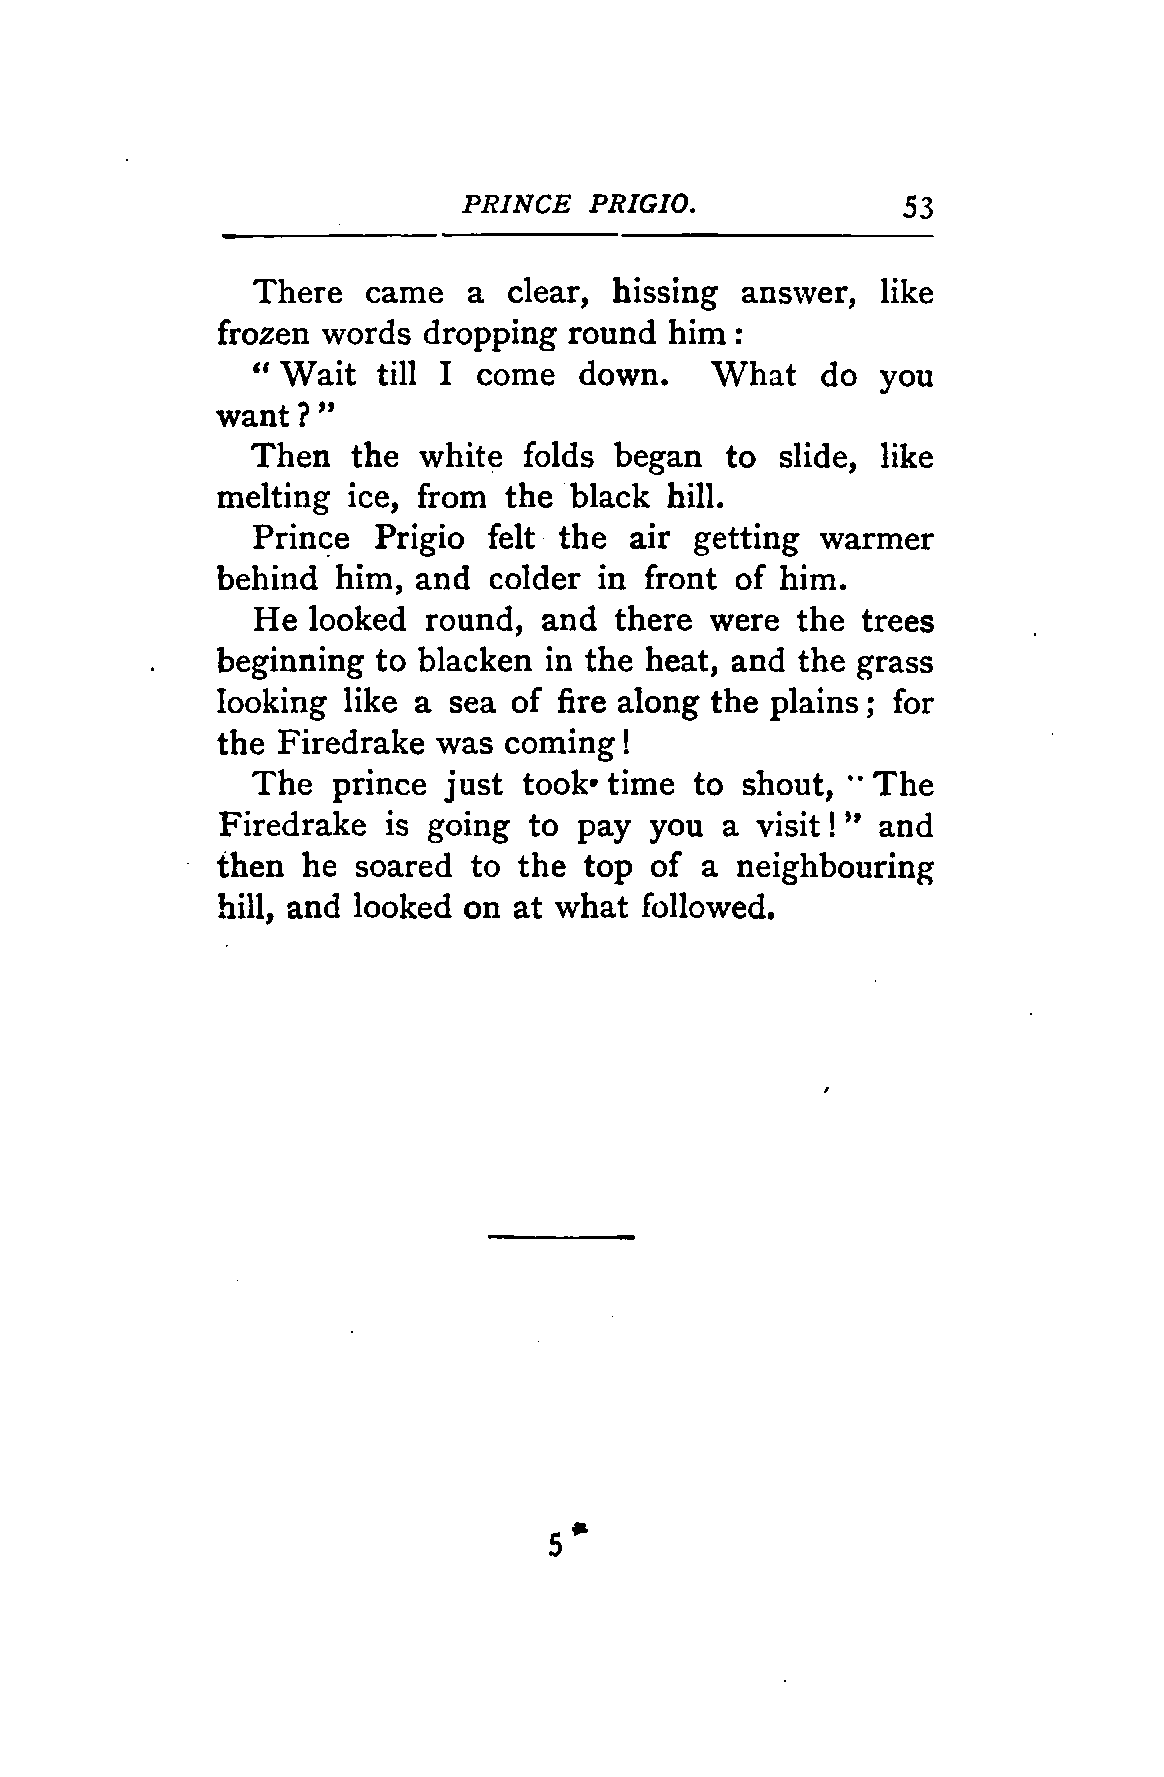 PRINCE PRIGIO. 53
There came a clear, hissing answer, like
frozen words dropping round him :
“ Wait till I come down. What do you
want ? ”
Then the white folds began to slide, like
melting ice, from the black hill.
Prince Prigio felt the air getting warmer
behind him, and colder in front of him.
He looked round, and there were the trees
beginning to blacken in the heat, and the grass
looking like a sea of fire along the plains ; for
the Firedrake was coming !
The prince just took time to shout, “ The
Firedrake is going to pay you a visit ! ” and
then he soared to the top of a neighbouring
hill, and looked on at what followed.
5 *